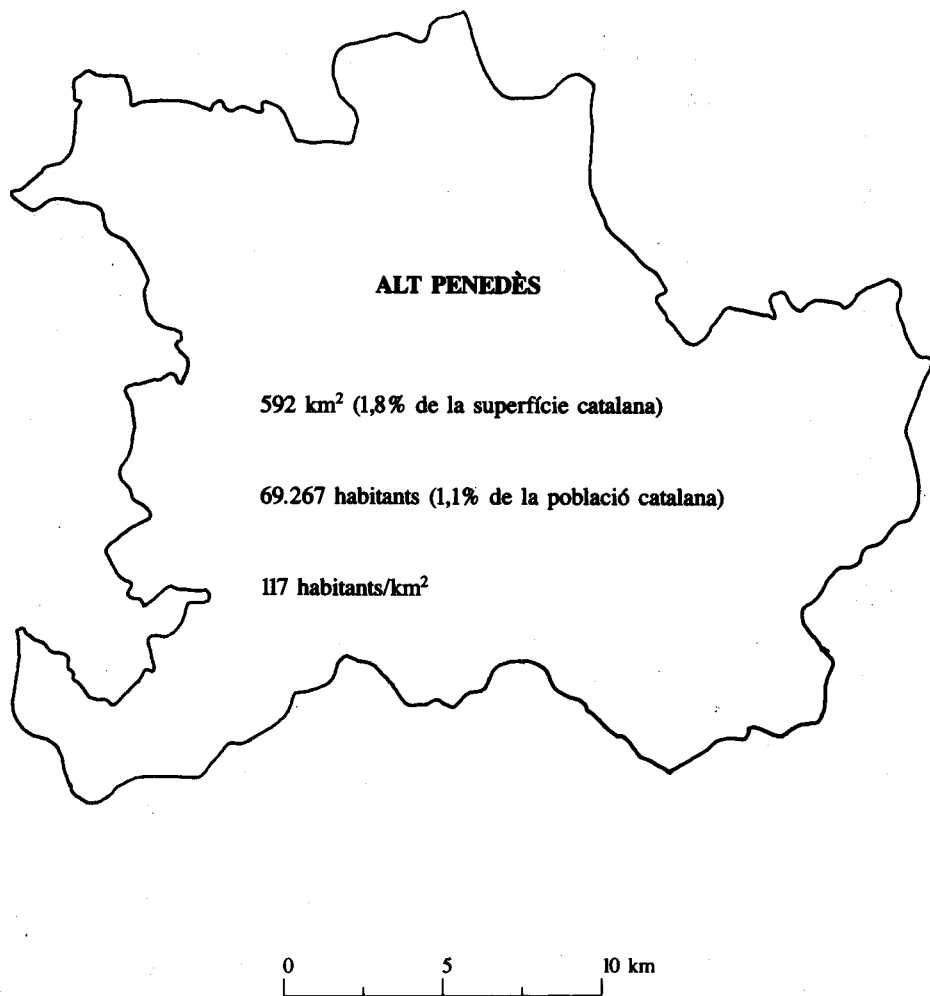 ALT PENEDÈS
592 km² (1,8% de la superfície catalana)
69.267 habitants (1,1% de la població catalana)
117 habitants/km²
0 5 10 km